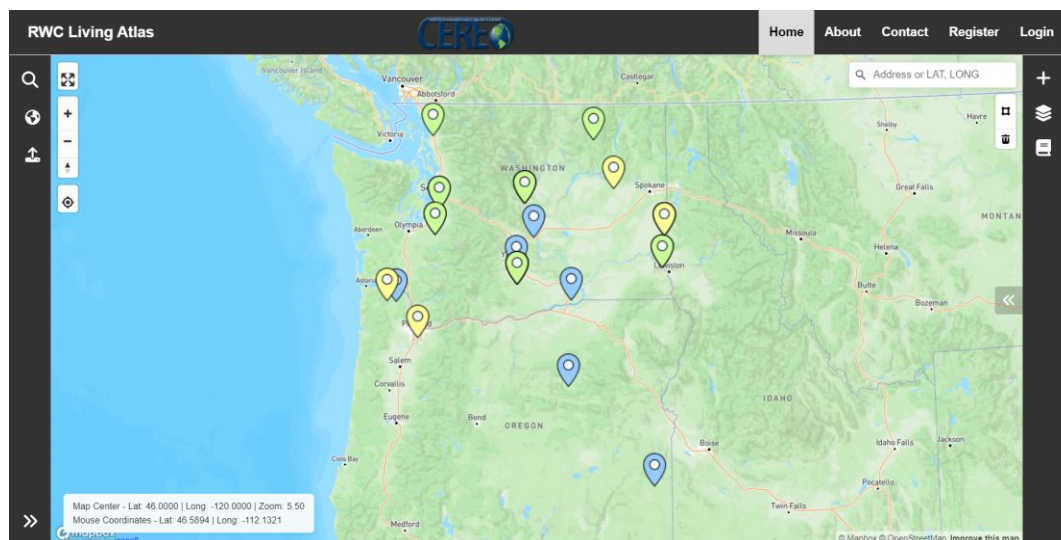 RWC Living Atlas
CEREO
Home About Contact Register Login
Address or LAT, LONG
Vancouver Island
Vancouver
Abbotsford
Castlegar
Victoria
Shelby
Havre
WASHINGTON
Spokane
Great Falls
Aberdeen
Olympia
MONTAN
Missoula
Helena
Lewiston
Astoria
Butte
Bozeman
Salem
Corvallis
IDAHO
Eugene
Bend
OREGON
Boise
Idaho Falls
Jackson
Coos Bay
Pocatello
Twin Falls
Medford
Map Center - Lat: 46.0000 | Long: -120.0000 | Zoom: 5.50
Mouse Coordinates - Lat: 46.5894 | Long: -112.1321
mapbox
© Mapbox © OpenStreetMap Improve this map